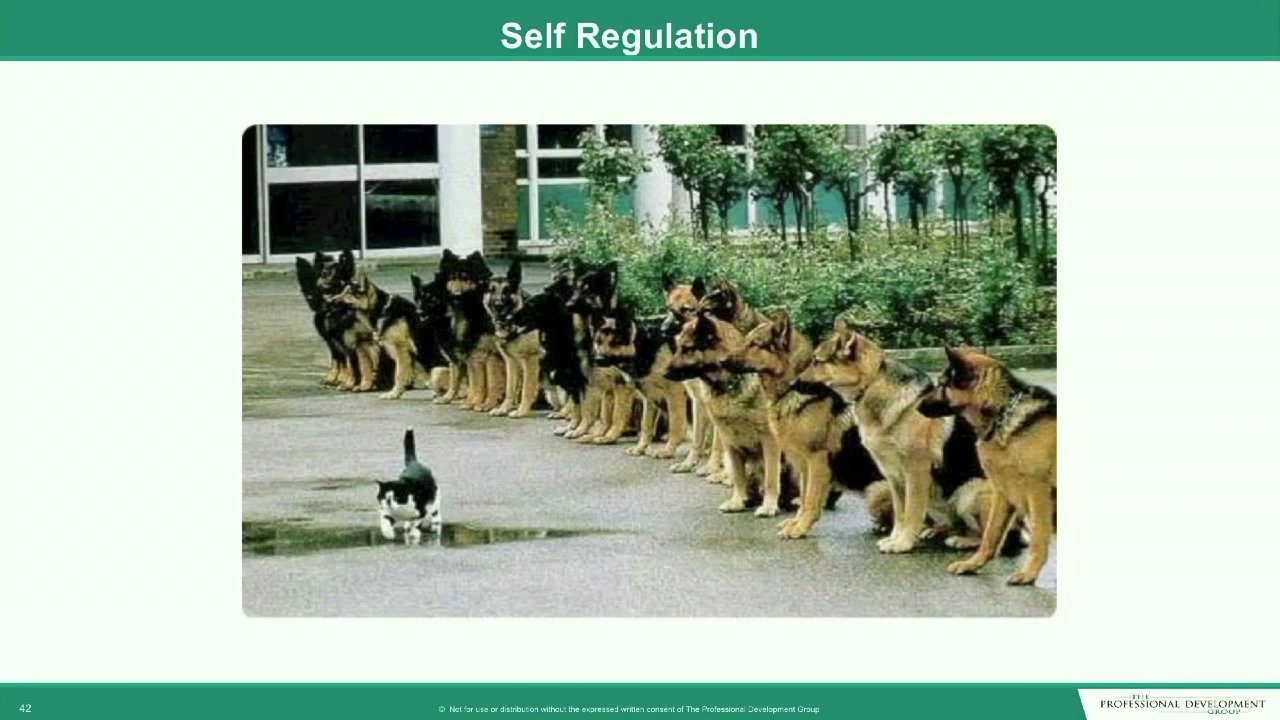 Self Regulation
42
© Not for use or distribution without the expressed written consent of The Professional Development Group
THE
PROFESSIONAL DEVELOPMENT
GROUP